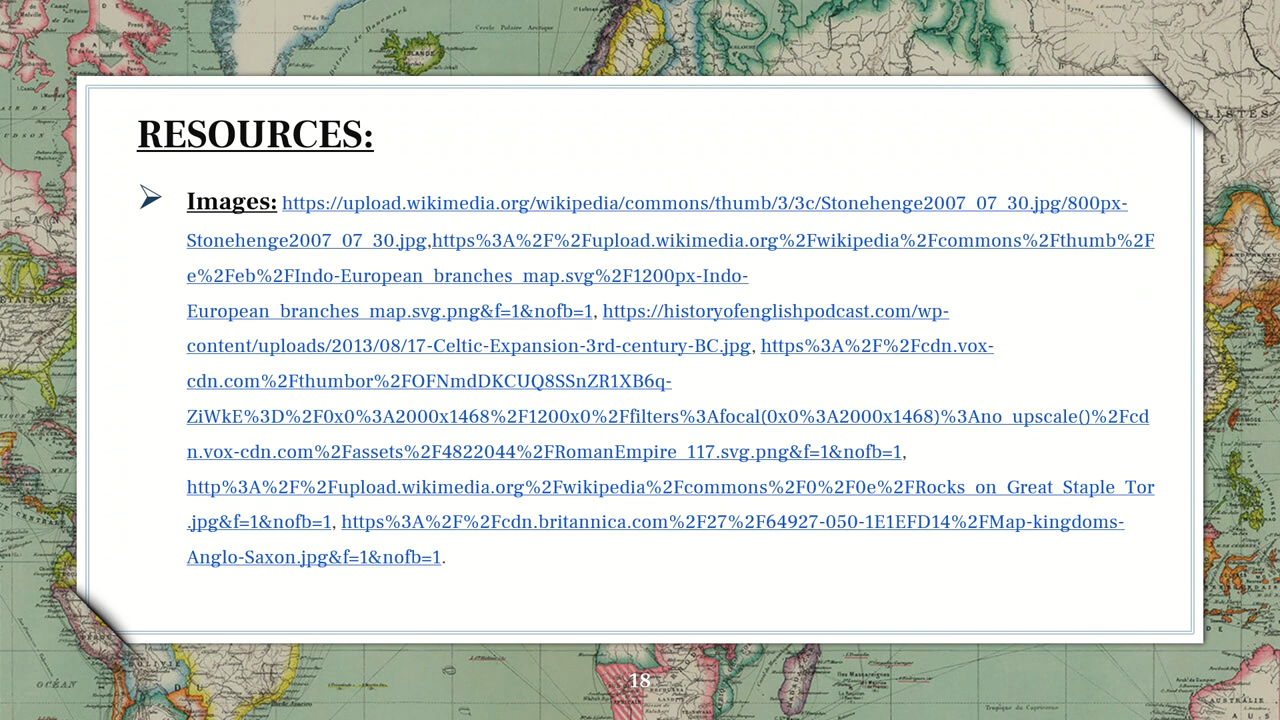 RESOURCES:
Images: https://upload.wikimedia.org/wikipedia/commons/thumb/3/3c/Stonehenge2007_07_30.jpg/800px-
Stonehenge2007_07_30.jpg,https%3A%2F%2Fupload.wikimedia.org%2Fwikipedia%2Fcommons%2Fthumb%2F
e%2Feb%2FIndo-European_branches_map.svg%2F1200px-Indo-
European_branches_map.svg.png&f=1&nofb=1, https://historyofenglishpodcast.com/wp-
content/uploads/2013/08/17-Celtic-Expansion-3rd-century-BC.jpg, https%3A%2F%2Fcdn.vox-
cdn.com%2Fthumbor%2FOFNmdDKCUQ8SSnZR1XB6q-
ZiWkE%3D%2F0x0%3A2000x1468%2F1200x0%2Ffilters%3Afocal(0x0%3A2000x1468)%3Ano_upscale()%2Fcd
n.vox-cdn.com%2Fassets%2F4822044%2FRomanEmpire_117.svg.png&f=1&nofb=1,
http%3A%2F%2Fupload.wikimedia.org%2Fwikipedia%2Fcommons%2F0%2F0e%2FRocks_on_Great_Staple_Tor
.jpg&f=1&nofb=1, https%3A%2F%2Fcdn.britannica.com%2F27%2F64927-050-1E1EFD14%2FMap-kingdoms-
Anglo-Saxon.jpg&f=1&nofb=1.
18